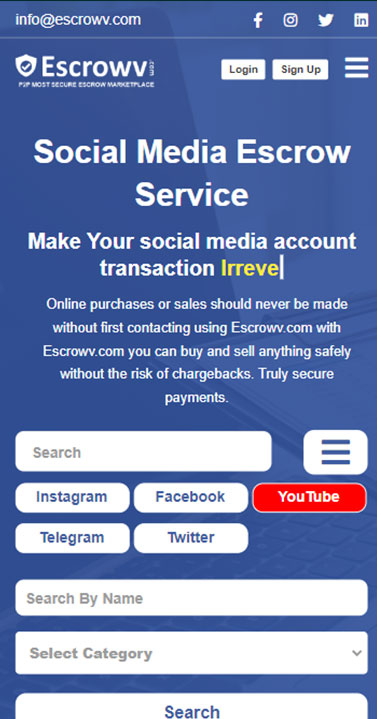 info@escrowv.com
Escrowv.com
P2P MOST SECURE ESCROW MARKETPLACE
Login
Sign Up
Social Media Escrow
Service
Make Your social media account
transaction Irreve
Online purchases or sales should never be made
without first contacting using Escrowv.com with
Escrowv.com you can buy and sell anything safely
without the risk of chargebacks. Truly secure
payments.
Search
Instagram
Facebook
YouTube
Telegram
Twitter
Search By Name
Select Category
Search